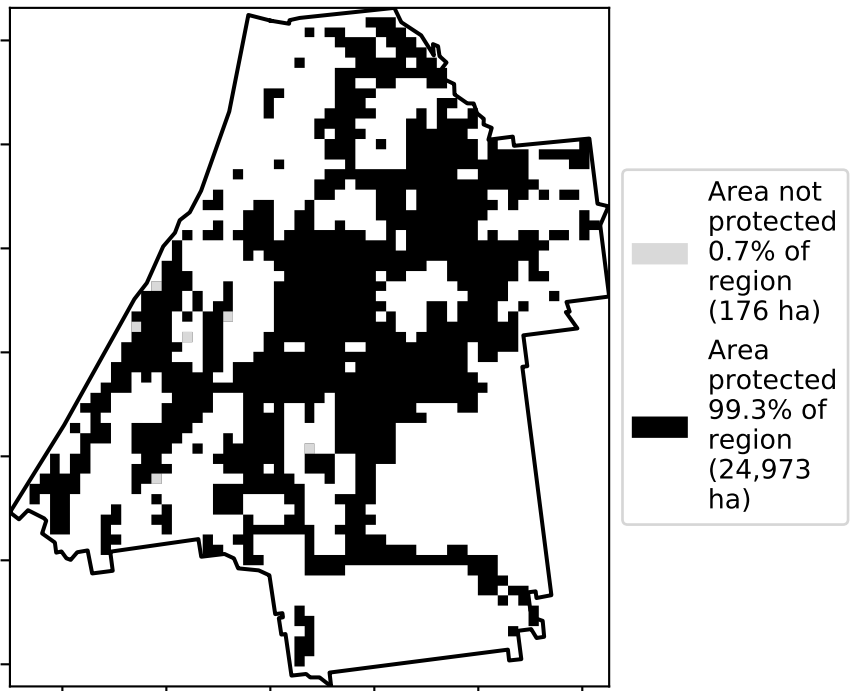 Area not
protected
0.7% of
region
(176 ha)
Area
protected
99.3% of
region
(24,973
ha)